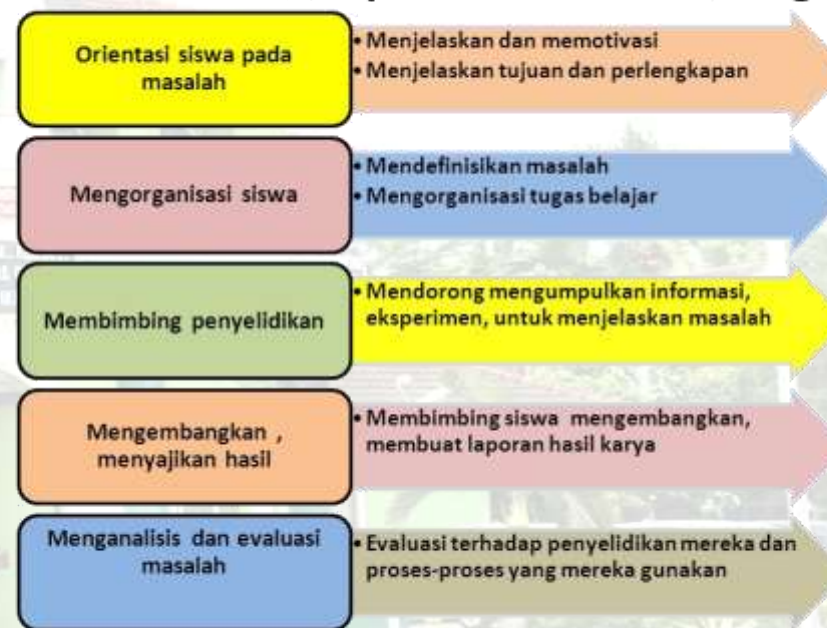 Orientasi siswa pada
masalah
• Menjelaskan dan memotivasi
• Menjelaskan tujuan dan perlengkapan
Mengorganisasi siswa
• Mendefinisikan masalah
• Mengorganisasi tugas belajar
Membimbing penyelidikan
• Mendorong mengumpulkan informasi,
eksperimen, untuk menjelaskan masalah
Mengembangkan ,
menyajikan hasil
• Membimbing siswa mengembangkan,
membuat laporan hasil karya
Menganalisis dan evaluasi
masalah
• Evaluasi terhadap penyelidikan mereka dan
proses-proses yang mereka gunakan